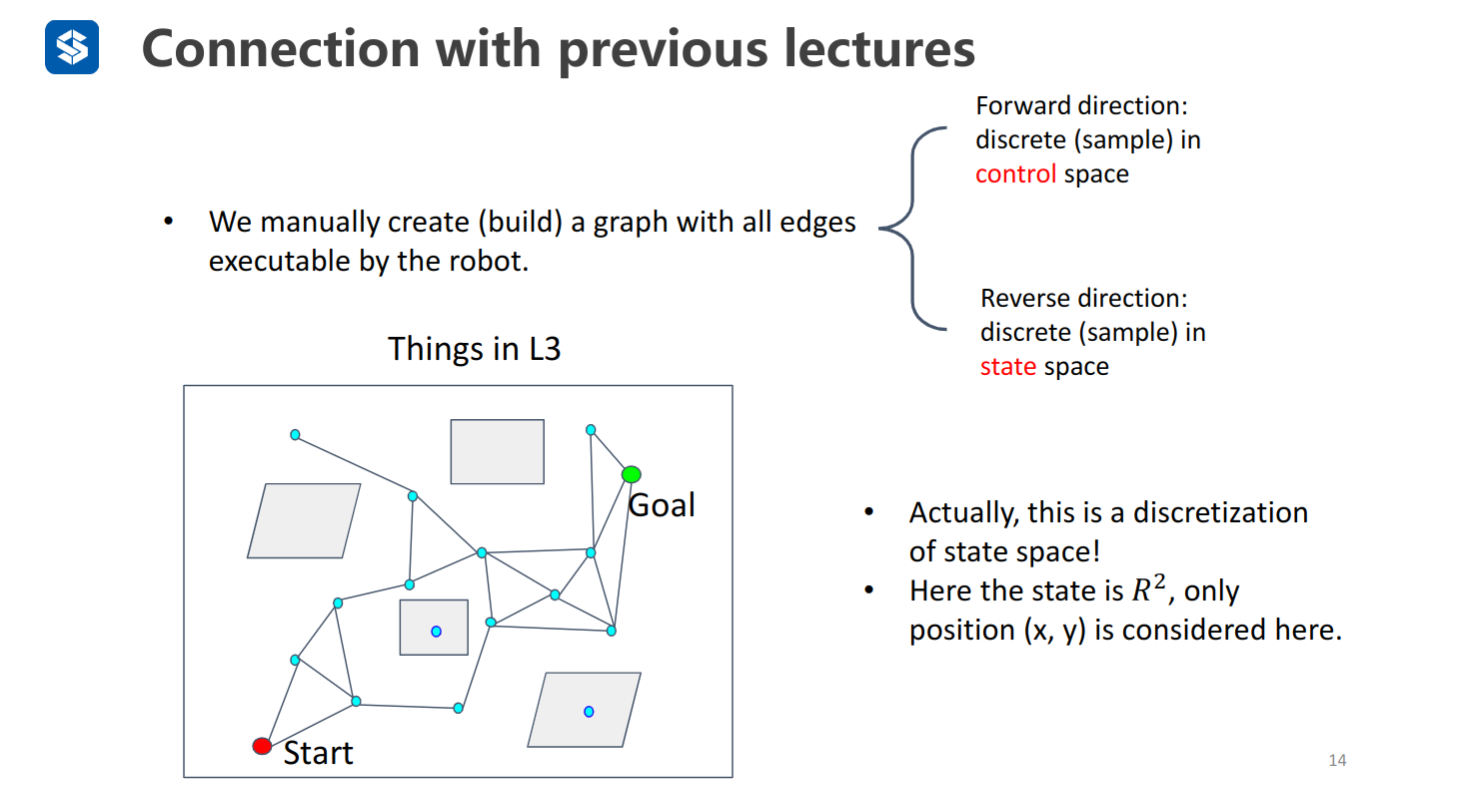 Connection with previous lectures
Forward direction:
discrete (sample) in
control space
• We manually create (build) a graph with all edges
executable by the robot.
Reverse direction:
discrete (sample) in
state space
Things in L3
Goal
Start
• Actually, this is a discretization
of state space!
• Here the state is R², only
position (x, y) is considered here.
14